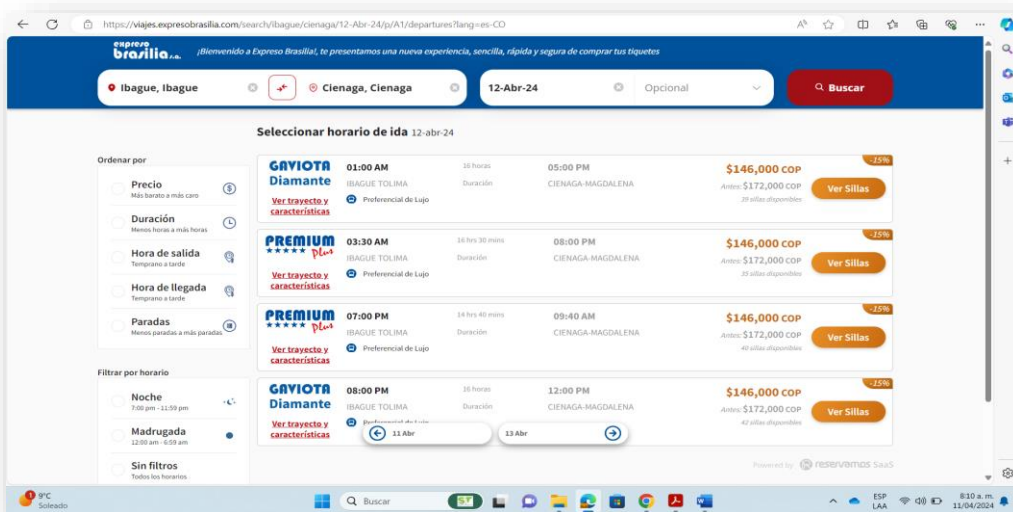 https://viajes.expresobrasilia.com/search/ibague/cienaga/12-Abr-24/p/A1/departures?lang=es-CO
expreso
brasilia s.a.
¡Bienvenido a Expreso Brasilia!, te presentamos una nueva experiencia, sencilla, rápida y segura de comprar tus tiquetes
Ibague, Ibague
Cienaga, Cienaga
12-Abr-24
Opcional
Buscar
Seleccionar horario de ida 12-abr-24
Ordenar por
Precio
Más barato a más caro
Duración
Menos horas a más horas
Hora de salida
Temprano a tarde
Hora de llegada
Temprano a tarde
Paradas
Menos paradas a más paradas
Filtrar por horario
Noche
7:00 pm - 11:59 pm
Madrugada
12:00 am - 6:59 am
Sin filtros
Todos los horarios
GAVIOTA
Diamante
Ver trayecto y
características
01:00 AM
IBAGUE TOLIMA
Preferencial de Lujo
16 horas
Duración
05:00 PM
CIENAGA-MAGDALENA
-15%
$146,000 COP
Antes: $172,000 COP
39 sillas disponibles
Ver Sillas
PREMIUM
Plus
Ver trayecto y
características
03:30 AM
IBAGUE TOLIMA
Preferencial de Lujo
16 hrs 30 mins
Duración
08:00 PM
CIENAGA-MAGDALENA
-15%
$146,000 COP
Antes: $172,000 COP
35 sillas disponibles
Ver Sillas
PREMIUM
Plus
Ver trayecto y
características
07:00 PM
IBAGUE TOLIMA
Preferencial de Lujo
14 hrs 40 mins
Duración
09:40 AM
CIENAGA-MAGDALENA
-15%
$146,000 COP
Antes: $172,000 COP
40 sillas disponibles
Ver Sillas
GAVIOTA
Diamante
Ver trayecto y
características
08:00 PM
IBAGUE TOLIMA
Preferencial de Lujo
16 horas
Duración
12:00 PM
CIENAGA-MAGDALENA
-15%
$146,000 COP
Antes: $172,000 COP
42 sillas disponibles
Ver Sillas
11 Abr
13 Abr
Powered by reservamos SaaS
9°C
Soleado
Buscar
ESP
LAA
8:10 a. m.
11/04/2024